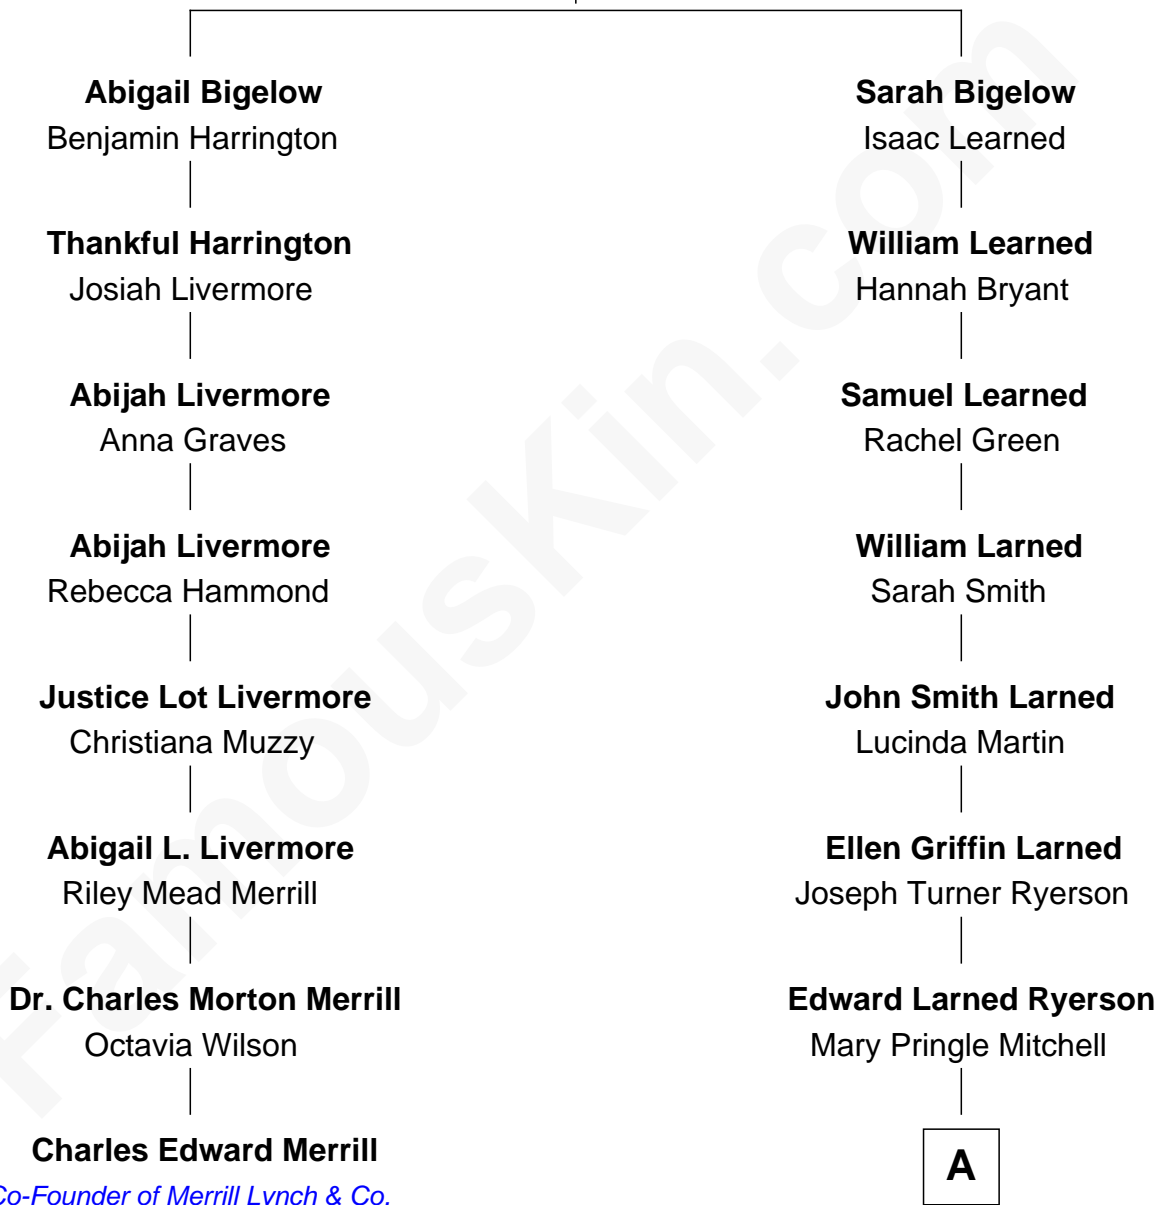 Abigail Bigelow
Benjamin Harrington
Sarah Bigelow
Isaac Learned
Thankful Harrington
Josiah Livermore
William Learned
Hannah Bryant
Abijah Livermore
Anna Graves
Samuel Learned
Rachel Green
Abijah Livermore
Rebecca Hammond
William Larned
Sarah Smith
Justice Lot Livermore
Christiana Muzzy
John Smith Larned
Lucinda Martin
Abigail L. Livermore
Riley Mead Merrill
Ellen Griffin Larned
Joseph Turner Ryerson
Dr. Charles Morton Merrill
Octavia Wilson
Edward Larned Ryerson
Mary Pringle Mitchell
Charles Edward Merrill
Co-Founder of Merrill Lynch & Co.
A
FamousKin.com